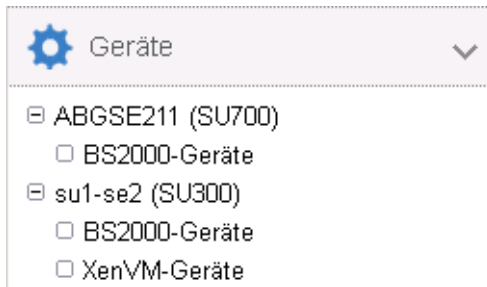 Geräte
ABGSE211 (SU700)
BS2000-Geräte
su1-se2 (SU300)
BS2000-Geräte
XenVM-Geräte